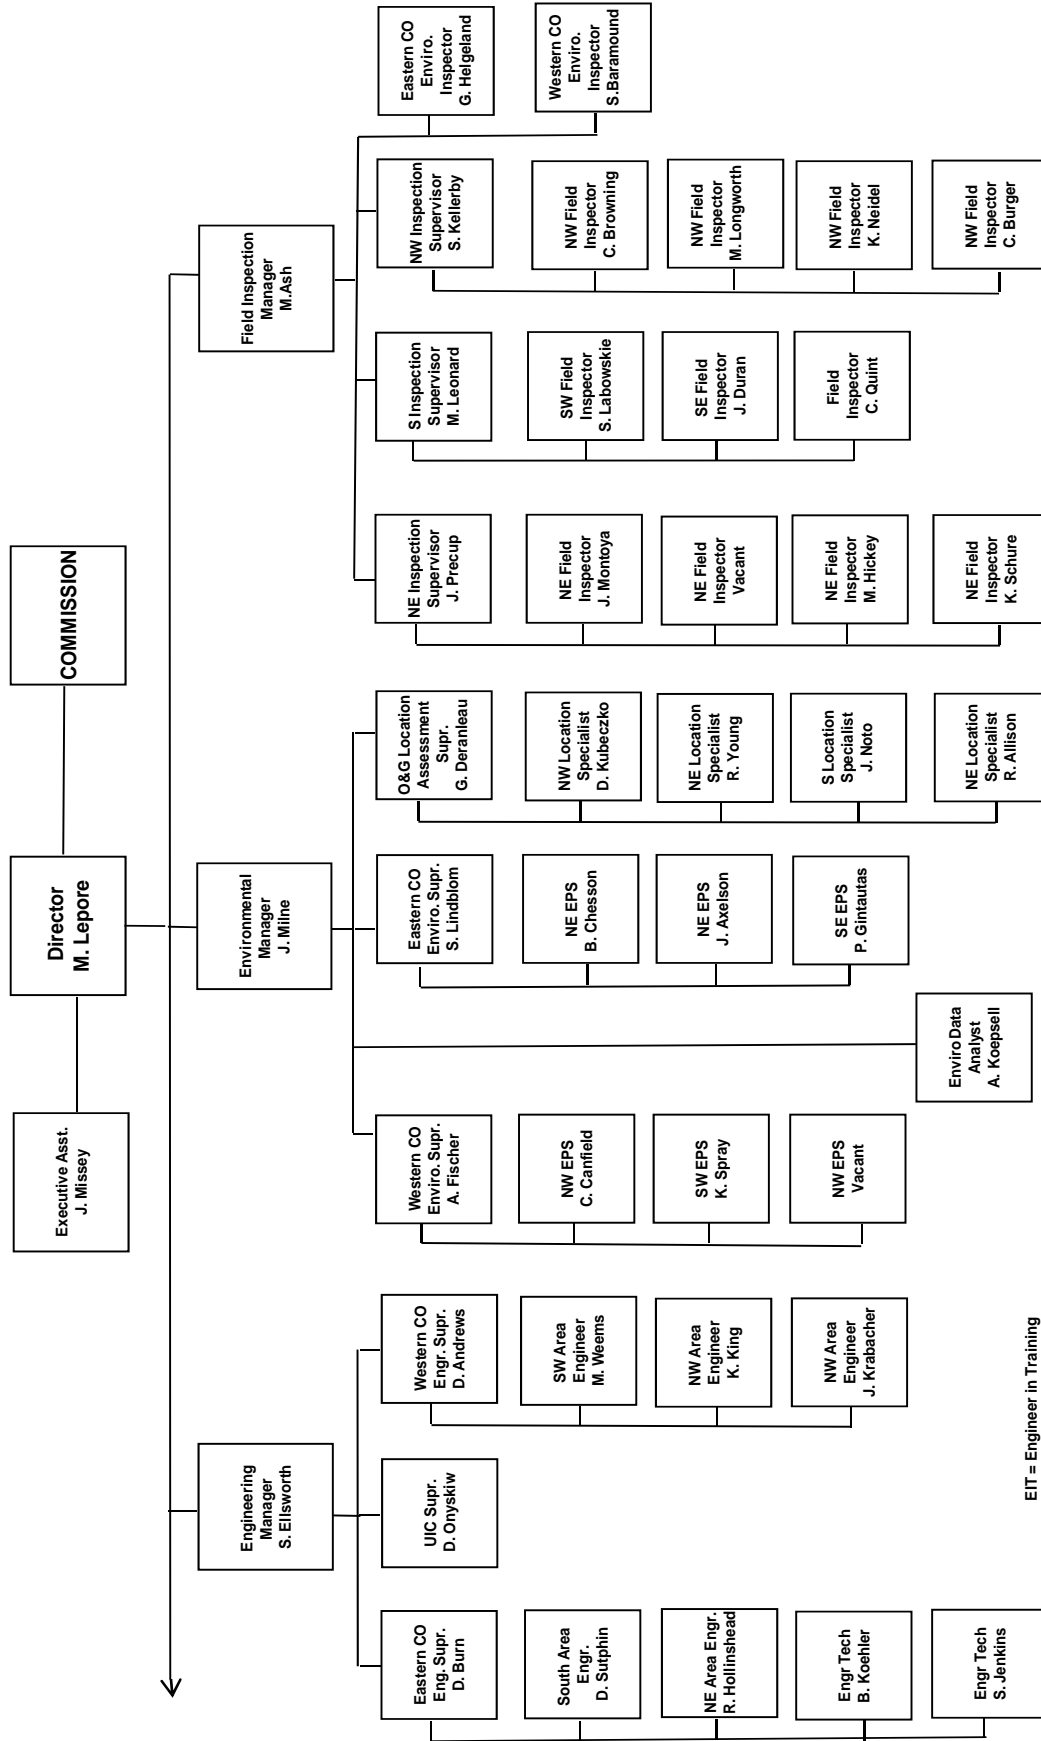 Executive Asst.
J. Missey
Director
M. Lepore
COMMISSION
Engineering
Manager
S. Ellsworth
Environmental
Manager
J. Milne
Field Inspection
Manager
M.Ash
Eastern CO
Eng. Supr.
D. Burn
South Area
Engr.
D. Sutphin
NE Area Engr.
R. Hollinshead
Engr Tech
B. Koehler
Engr Tech
S. Jenkins
UIC Supr.
D. Onyskiw
Western CO
Engr. Supr.
D. Andrews
SW Area
Engineer
M. Weems
NW Area
Engineer
K. King
NW Area
Engineer
J. Krabacher
Western CO
Enviro. Supr.
A. Fischer
NW EPS
C. Canfield
SW EPS
K. Spray
NW EPS
Vacant
Enviro Data
Analyst
A. Koepsell
Eastern CO
Enviro. Supr.
S. Lindblom
NE EPS
B. Chesson
NE EPS
J. Axelson
SE EPS
P. Gintautas
O&G Location
Assessment
Supr.
G. Deranleau
NW Location
Specialist
D. Kubeczko
NE Location
Specialist
R. Young
S Location
Specialist
J. Noto
NE Location
Specialist
R. Allison
NE Inspection
Supervisor
J. Precup
NE Field
Inspector
J. Montoya
NE Field
Inspector
Vacant
NE Field
Inspector
M. Hickey
NE Field
Inspector
K. Schure
S Inspection
Supervisor
M. Leonard
SW Field
Inspector
S. Labowskie
SE Field
Inspector
J. Duran
Field
Inspector
C. Quint
NW Inspection
Supervisor
S. Kellerby
NW Field
Inspector
C. Browning
NW Field
Inspector
M. Longworth
NW Field
Inspector
K. Neidel
NW Field
Inspector
C. Burger
Eastern CO
Enviro.
Inspector
G. Helgeland
Western CO
Enviro.
Inspector
S.Baramound
EIT = Engineer in Training